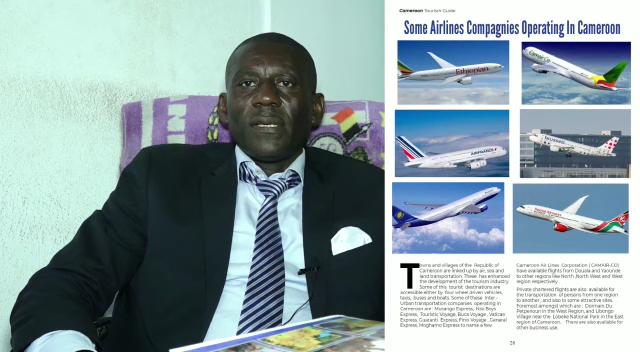 Cameroon Tourism Guide
Some Airlines Compagnies Operating In Cameroon
Ethiopian
Towns and villages of the Republic of
Cameroon are linked up by air, sea and
land transportation. These has enhanced
the development of the tourism industry.
Some of this tourist destinations are
accessible either by four wheel driven vehicles,
taxis, buses and boats. Some of these Inter -
Urban transportation companies operating in
Cameroon are: Musango Express, Nso Boys
Express, Touristic Voyage, Buca Voyage, Vatican
Express, Guaranti Express, Finix Voyage, General
Express, Moghamo Express to name a few.
Cameroon Air Lines Corporation ( CAMAIR-CO)
have available flights from Douala and Yaounde
to other regions like North ,North West and West
region respectively.
Private chartered flights are also available for
the transportation of persons from one region
to another , and also to some attractive sites.
Foremost amongst which are ; Domain Du
Petpenoun in the West Region, and Libongo
village near the Lobeke National Park in the East
region of Cameroon. There are also available for
other business use.